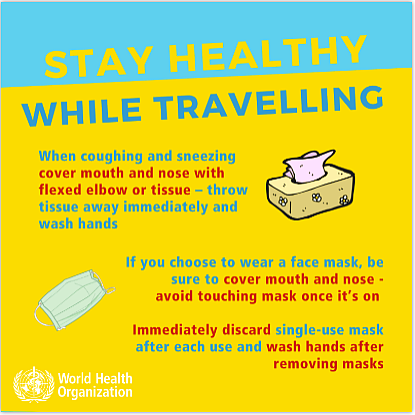 STAY HEALTHY
WHILE TRAVELLING
When coughing and sneezing
cover mouth and nose with
flexed elbow or tissue – throw
tissue away immediately and
wash hands
If you choose to wear a face mask, be
sure to cover mouth and nose -
avoid touching mask once it's on
Immediately discard single-use mask
after each use and wash hands after
removing masks
World Health
Organization